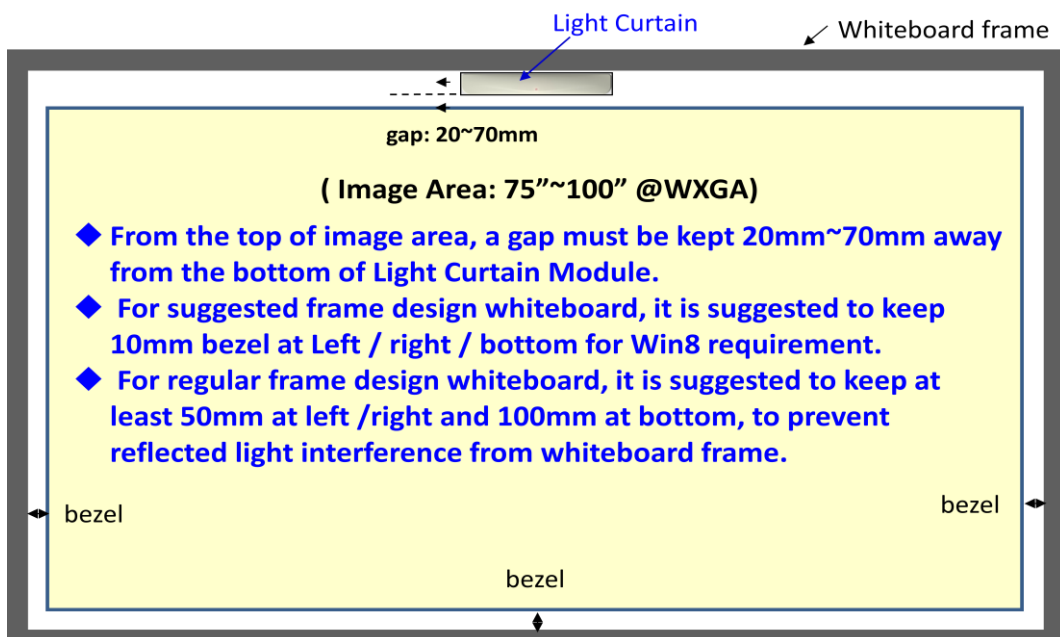 Light Curtain
Whiteboard frame
gap: 20~70mm
( Image Area: 75”~100” @WXGA)
◆ From the top of image area, a gap must be kept 20mm~70mm away
from the bottom of Light Curtain Module.
◆ For suggested frame design whiteboard, it is suggested to keep
10mm bezel at Left / right / bottom for Win8 requirement.
◆ For regular frame design whiteboard, it is suggested to keep at
least 50mm at left /right and 100mm at bottom, to prevent
reflected light interference from whiteboard frame.
bezel
bezel
bezel